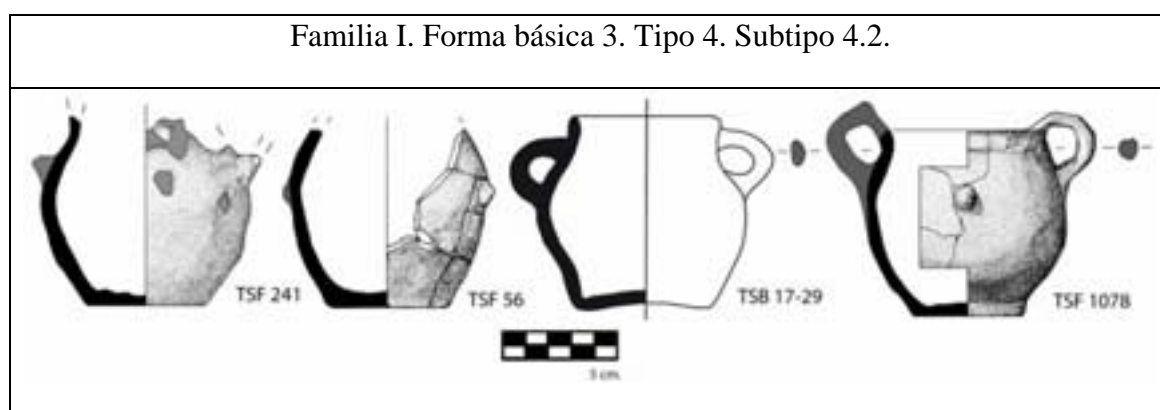 Familia I. Forma básica 3. Tipo 4. Subtipo 4.2.
TSF 241
TSF 56
TSB 17-29
TSF 1078
5 cm.